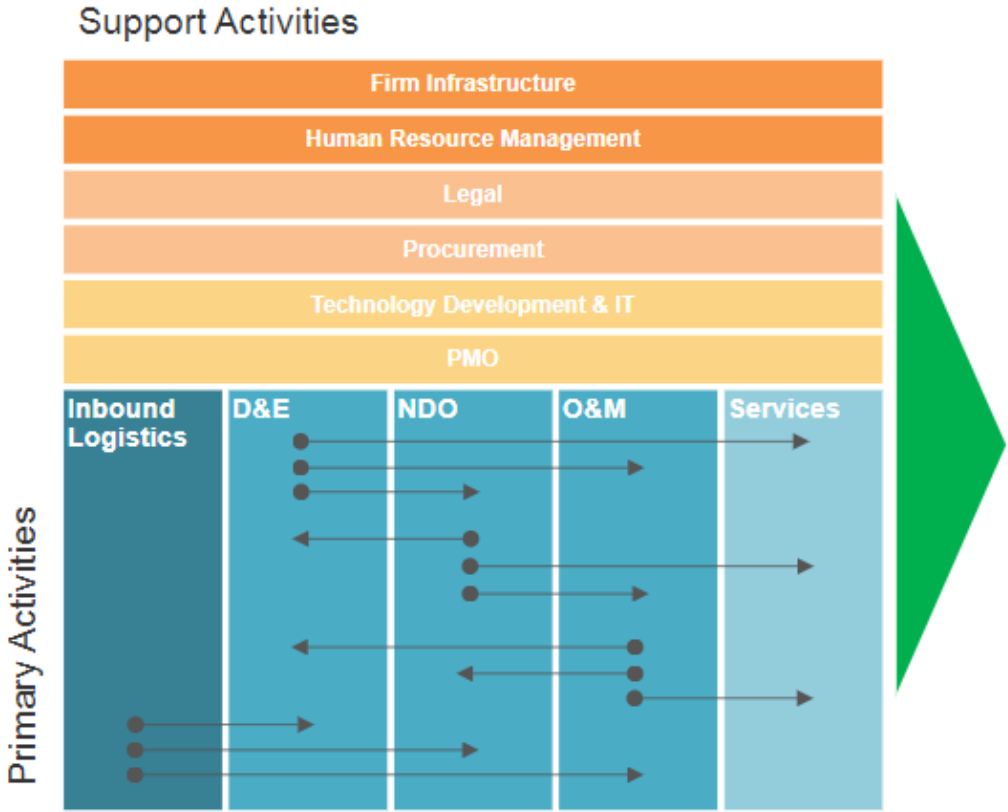 Support Activities
Firm Infrastructure
Human Resource Management
Legal
Procurement
Technology Development & IT
PMO
Inbound
Logistics
D&E
NDO
O&M
Services
Primary Activities